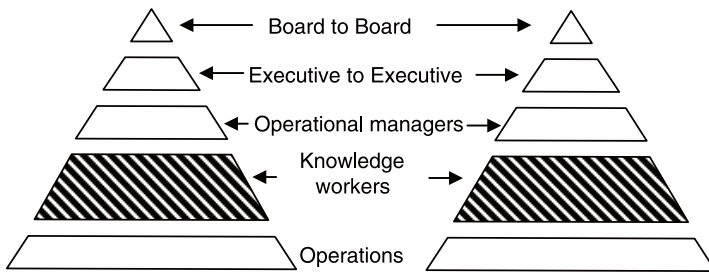 Board to Board
Executive to Executive
Operational managers
Knowledge
workers
Operations